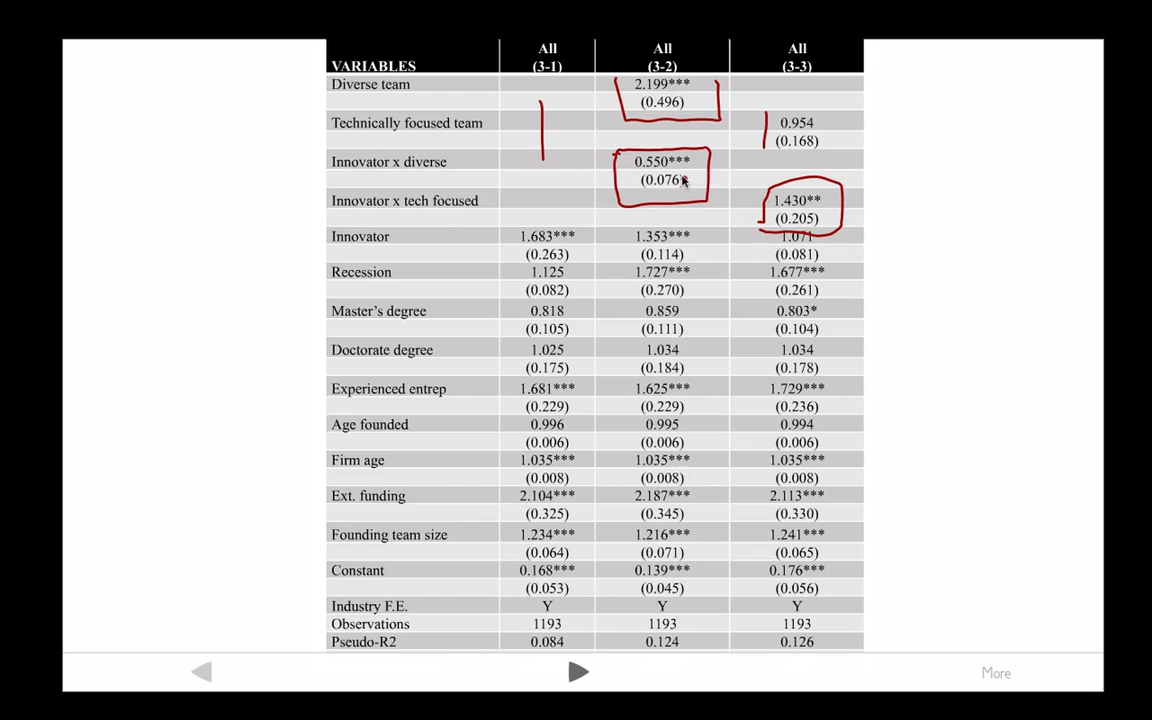 All All All
VARIABLES (3-1) (3-2) (3-3)
Diverse team 2.199***
(0.496)
Technically focused team 0.954
(0.168)
Innovator x diverse 0.550***
(0.076)
Innovator x tech focused 1.430**
(0.205)
Innovator 1.683*** 1.353*** 1.071
(0.263) (0.114) (0.081)
Recession 1.125 1.727*** 1.677***
(0.082) (0.270) (0.261)
Master’s degree 0.818 0.859 0.803*
(0.105) (0.111) (0.104)
Doctorate degree 1.025 1.034 1.034
(0.175) (0.184) (0.178)
Experienced entrep 1.681*** 1.625*** 1.729***
(0.229) (0.229) (0.236)
Age founded 0.996 0.995 0.994
(0.006) (0.006) (0.006)
Firm age 1.035*** 1.035*** 1.035***
(0.008) (0.008) (0.008)
Ext. funding 2.104*** 2.187*** 2.113***
(0.325) (0.345) (0.330)
Founding team size 1.234*** 1.216*** 1.241***
(0.064) (0.071) (0.065)
Constant 0.168*** 0.139*** 0.176***
(0.053) (0.045) (0.056)
Industry F.E. Y Y Y
Observations 1193 1193 1193
Pseudo-R2 0.084 0.124 0.126
More